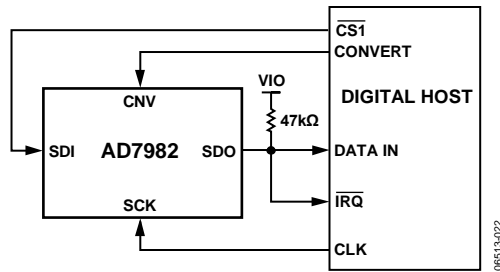 CS1
CONVERT
VIO
CNV
DIGITAL HOST
47kΩ
SDI AD7982 SDO
DATA IN
SCK
IRQ
CLK
06513-022